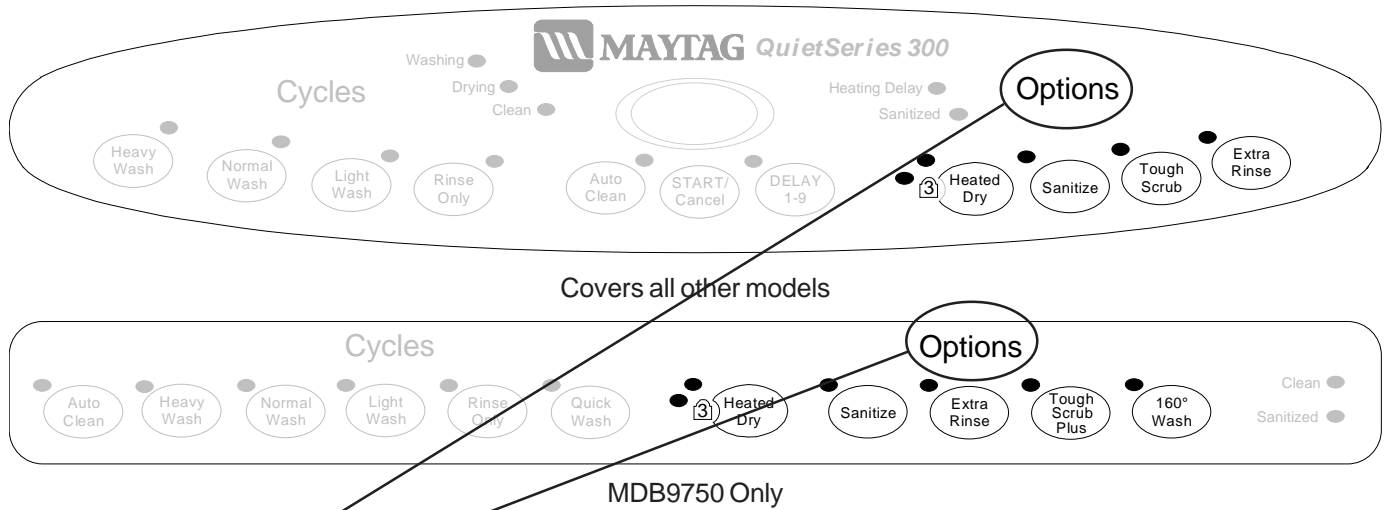 MAYTAG QuietSeries 300
Washing
Drying
Clean
Cycles
Heating Delay
Sanitized
Options
Heavy
Wash
Normal
Wash
Light
Wash
Rinse
Only
Auto
Clean
START/
Cancel
DELAY
1-9
3
Heated
Dry
Sanitize
Tough
Scrub
Extra
Rinse
Covers all other models
Cycles
Options
Auto
Clean
Heavy
Wash
Normal
Wash
Light
Wash
Rinse
Only
Quick
Wash
3
Heated
Dry
Sanitize
Extra
Rinse
Tough
Scrub
Plus
160°
Wash
Clean
Sanitized
MDB9750 Only